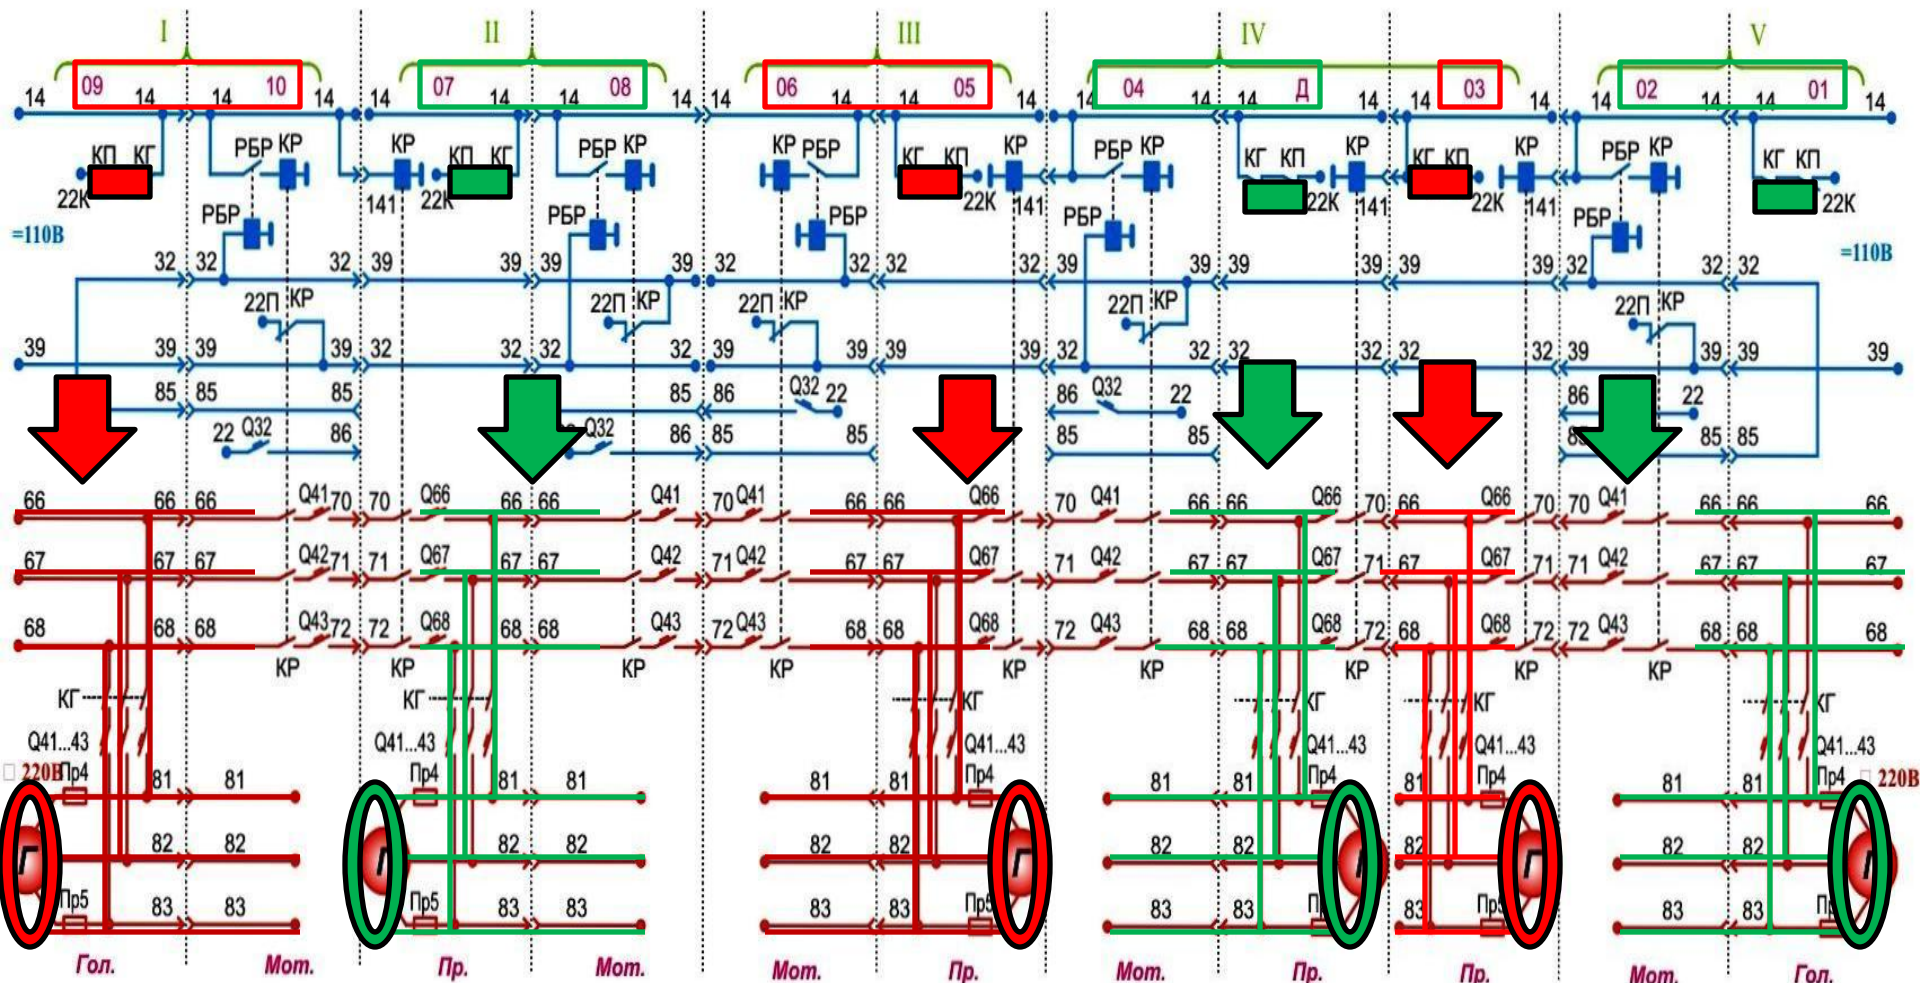 I II III IV V
09 10 07 08 06 05 04 Д 03 02 01
14 14 14 14 14 14 14 14 14 14 14 14 14 14 14 14 14 14 14 14 14 14
КП КГ РБР КР КР КП КГ РБР КР КР РБР КГ КП КР РБР КР КГ КП КР КГ КП КР РБР КР КГ КП
22К 141 22К 22К 141 22К 141 22К 141 22К
РБР РБР РБР РБР РБР
=110В =110В
32 32 32 39 39 39 39 32 32 32 32 39 39 39 39 39 39 32 32 32
22П КР 22П КР 22П КР 22П КР 22П КР
39 39 39 39 32 32 32 32 39 39 39 39 32 32 32 32 32 39 39 39 39
85 85 85 85 86 Q32 22 86 Q32 22 86 22
22 Q32 86 Q32 86 85 85 85 85 85 85
66 66 66 Q41 70 70 Q66 66 66 Q41 70 Q41 66 66 Q66 70 Q41 66 66 Q66 70 66 Q66 70 70 Q41 66 66 66
67 67 67 Q42 71 71 Q67 67 67 Q42 71 Q42 67 67 Q67 71 Q42 67 67 Q67 71 67 Q67 71 71 Q42 67 67 67
68 68 68 Q43 72 72 Q68 68 68 Q43 72 Q43 68 68 Q68 72 Q43 68 68 Q68 72 68 Q68 72 72 Q43 68 68 68
КР КР КР КР КР КР КР КР КР
КГ КГ КГ КГ КГ КГ
Q41...43 Q41...43 Q41...43 Q41...43 Q41...43 Q41...43
220В Пр4 81 81 Пр4 81 81 81 81 Пр4 81 81 Пр4 81 Пр4 81 81 Пр4 220В
Г 82 82 Г 82 82 82 82 Г 82 82 Г 82 Г 82 82 Г
Пр5 83 83 Пр5 83 83 83 83 Пр5 83 83 83 Пр5 83 83
Гол. Мот. Пр. Мот. Мот. Пр. Мот. Пр. Пр. Мот. Гол.